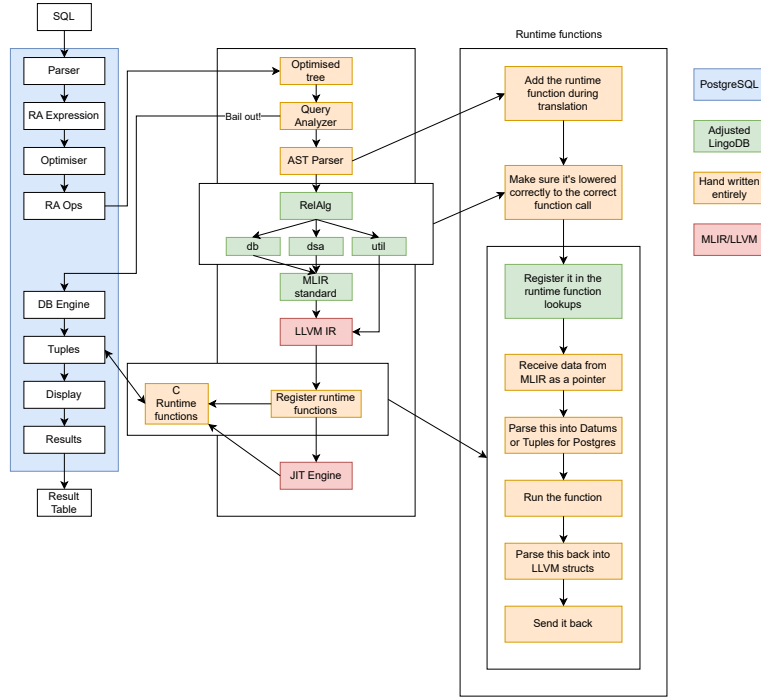 SQL
Parser
RA Expression
Optimiser
RA Ops
DB Engine
Tuples
Display
Results
Result
Table
Optimised
tree
Query
Analyzer
Bail out!
AST Parser
RelAlg
db
dsa
util
MLIR
standard
LLVM IR
C
Runtime
functions
Register runtime
functions
JIT Engine
Runtime functions
Add the runtime
function during
translation
Make sure it's lowered
correctly to the correct
function call
Register it in the
runtime function
lookups
Receive data from
MLIR as a pointer
Parse this into Datums
or Tuples for Postgres
Run the function
Parse this back into
LLVM structs
Send it back
PostgreSQL
Adjusted
LingoDB
Hand written
entirely
MLIR/LLVM